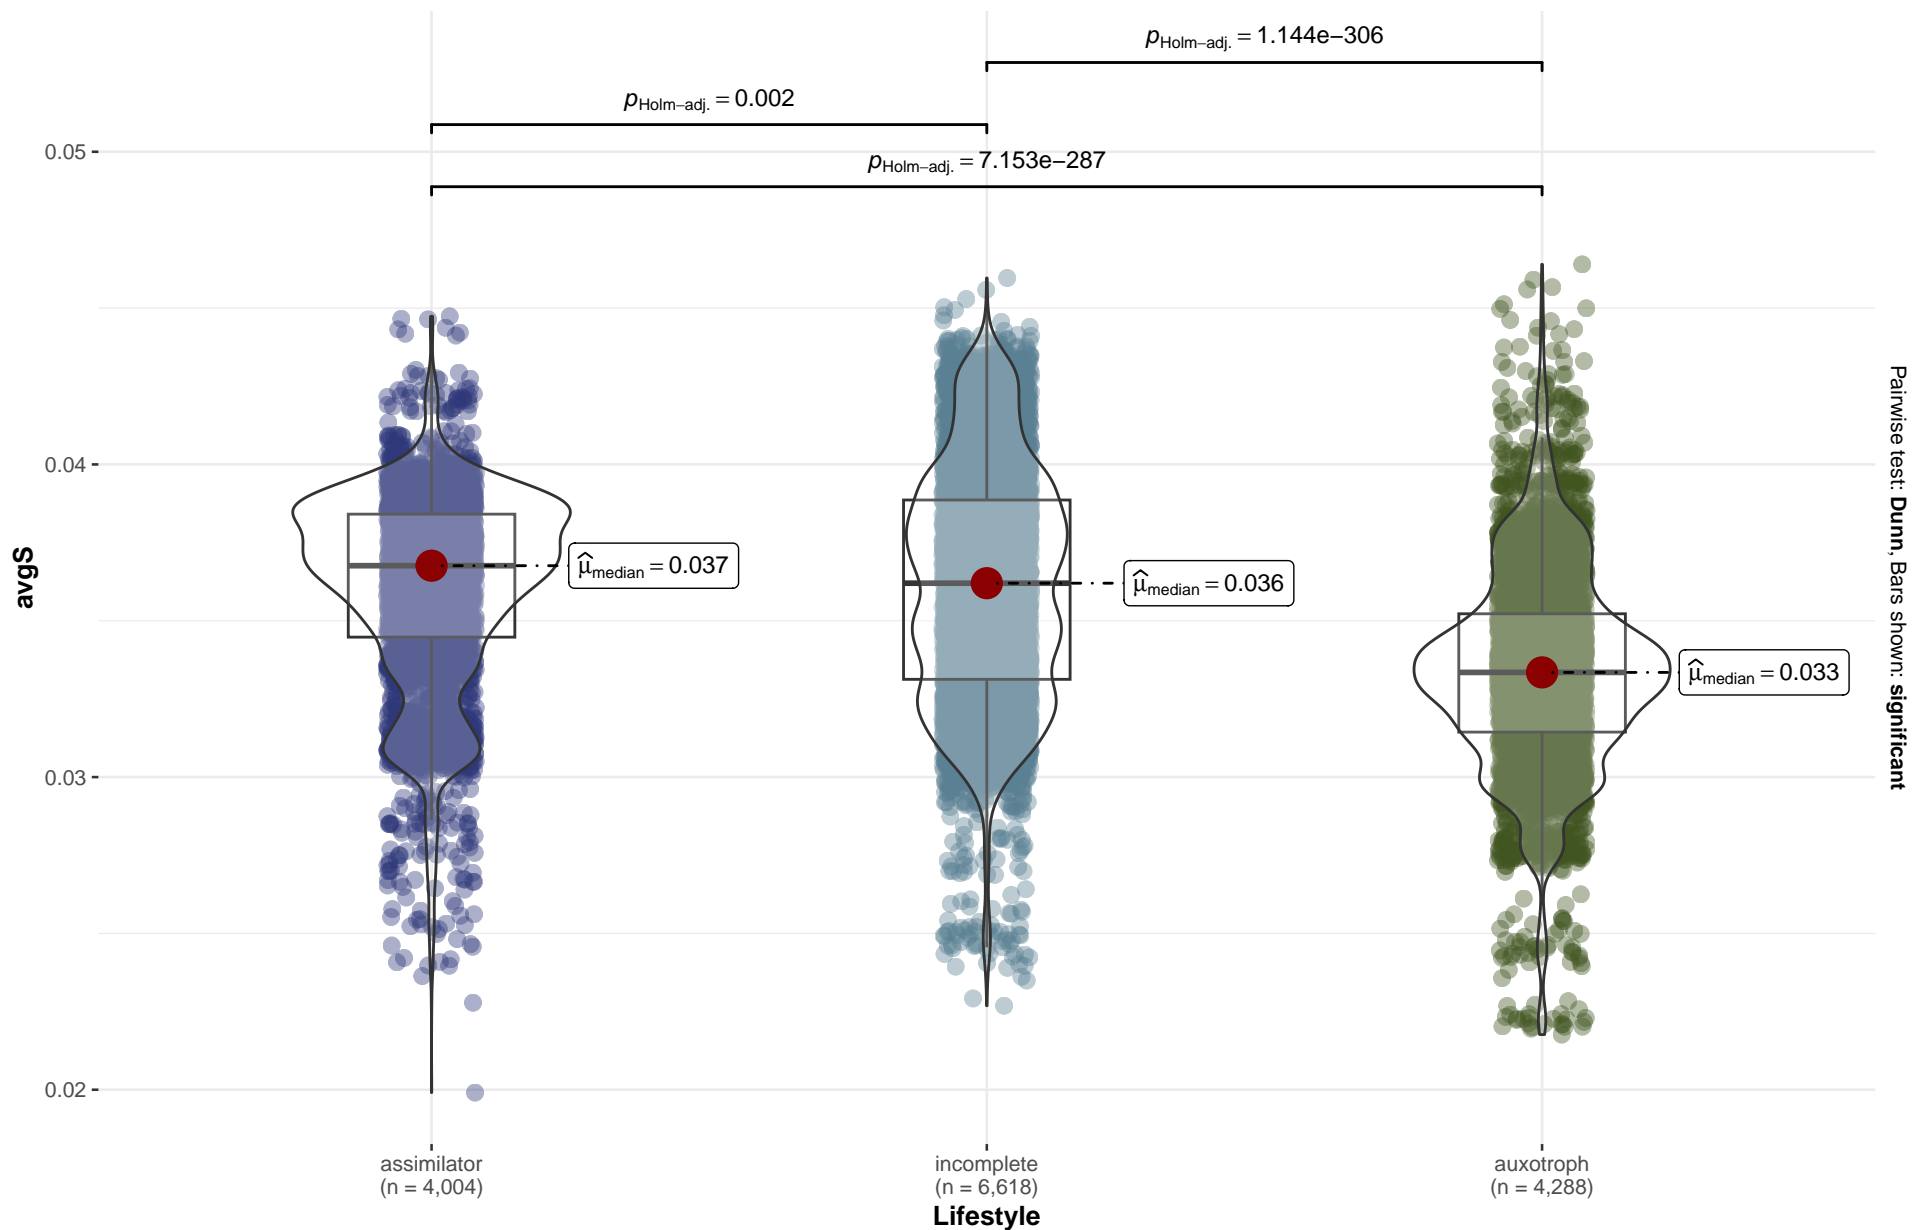 pHolm−adj. = 1.144e−306
pHolm−adj. = 0.002
pHolm−adj. = 7.153e−287
0.05
0.04
0.03
0.02
avgS
μ̂median = 0.037
μ̂median = 0.036
μ̂median = 0.033
Pairwise test: Dunn, Bars shown: significant
assimilator
(n = 4,004)
incomplete
(n = 6,618)
auxotroph
(n = 4,288)
Lifestyle